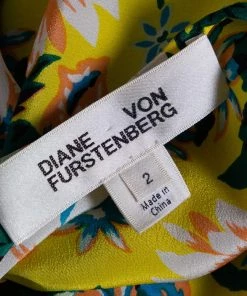 DIANE VON
FURSTENBERG
2
Made in
China